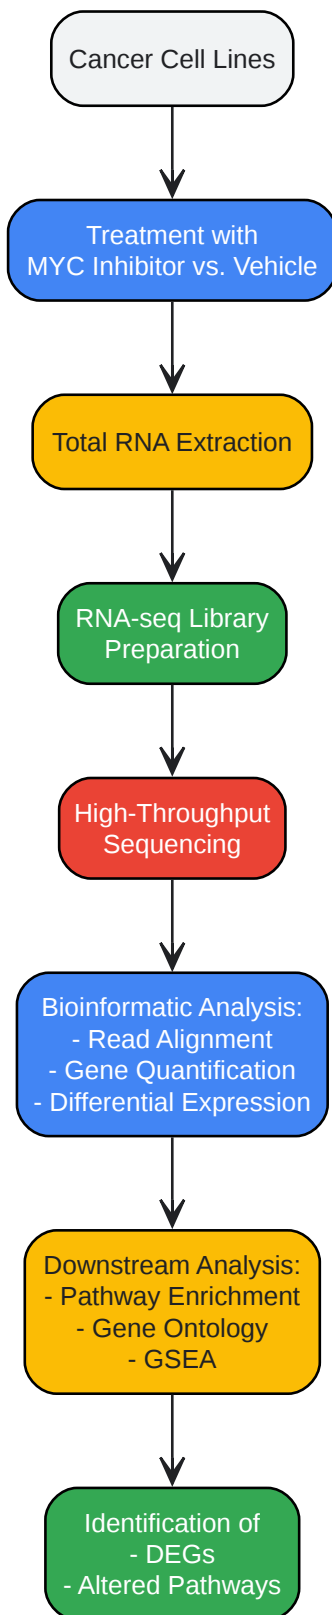 Cancer Cell Lines
Treatment with
MYC Inhibitor vs. Vehicle
Total RNA Extraction
RNA-seq Library
Preparation
High-Throughput
Sequencing
Bioinformatic Analysis:
- Read Alignment
- Gene Quantification
- Differential Expression
Downstream Analysis:
- Pathway Enrichment
- Gene Ontology
- GSEA
Identification of
- DEGs
- Altered Pathways